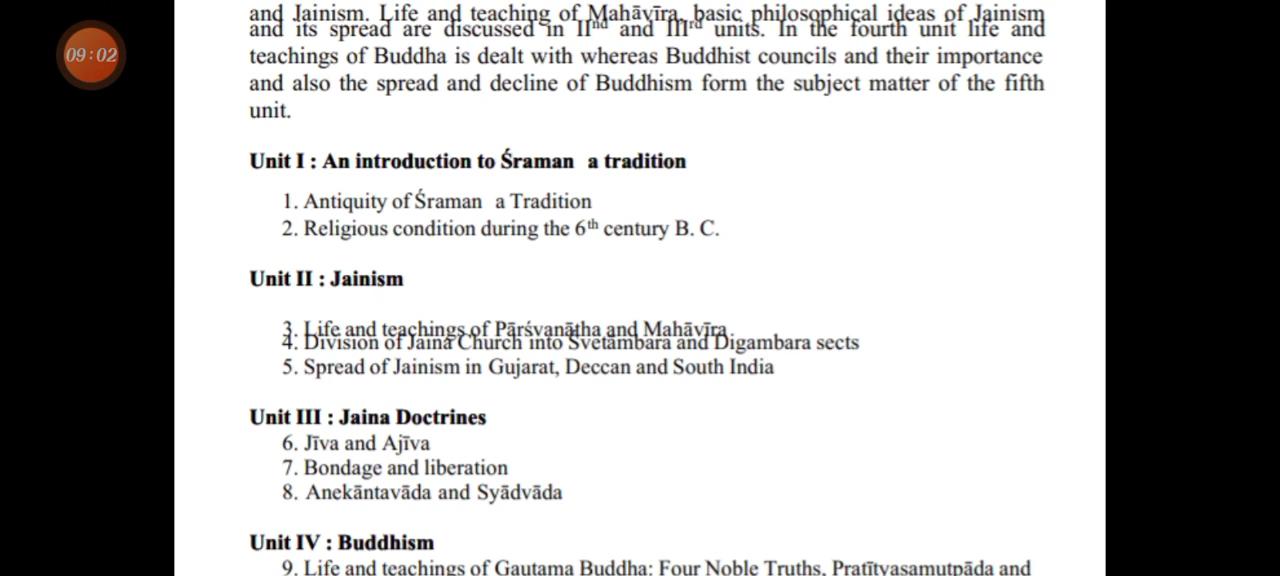 09:02
and Jainism. Life and teaching of Mahāvīra, basic philosophical ideas of Jainism
and its spread are discussed in IInd and IIIrd units. In the fourth unit life and
teachings of Buddha is dealt with whereas Buddhist councils and their importance
and also the spread and decline of Buddhism form the subject matter of the fifth
unit.
Unit I : An introduction to Śraman a tradition
1. Antiquity of Śraman a Tradition
2. Religious condition during the 6th century B. C.
Unit II : Jainism
3. Life and teachings of Pārśvanātha and Mahāvīra
4. Division of Jaina Church into Śvetāmbara and Digambara sects
5. Spread of Jainism in Gujarat, Deccan and South India
Unit III : Jaina Doctrines
6. Jīva and Ajīva
7. Bondage and liberation
8. Anekāntavāda and Syādvāda
Unit IV : Buddhism
9. Life and teachings of Gautama Buddha: Four Noble Truths, Pratītyasamutpāda and